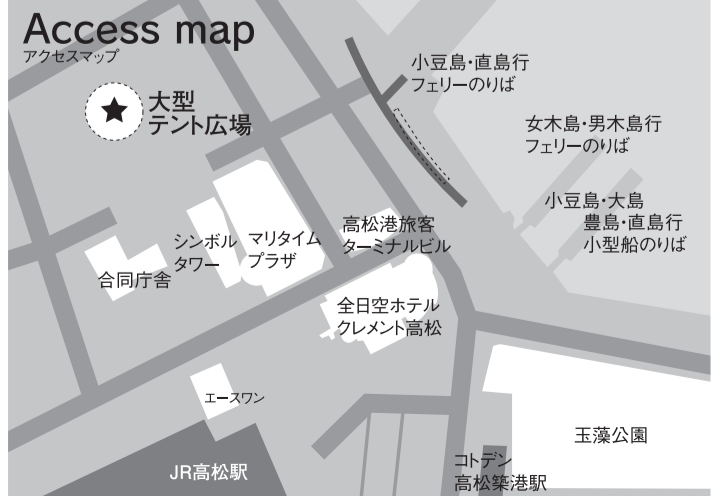 Access map
アクセスマップ
大型
テント広場
小豆島・直島行
フェリーのりば
女木島・男木島行
フェリーのりば
小豆島・大島
豊島・直島行
小型船のりば
高松港旅客
ターミナルビル
シンボル
タワー
マリタイム
プラザ
合同庁舎
全日空ホテル
クレメント高松
エースワン
玉藻公園
JR高松駅
コトデン
高松築港駅